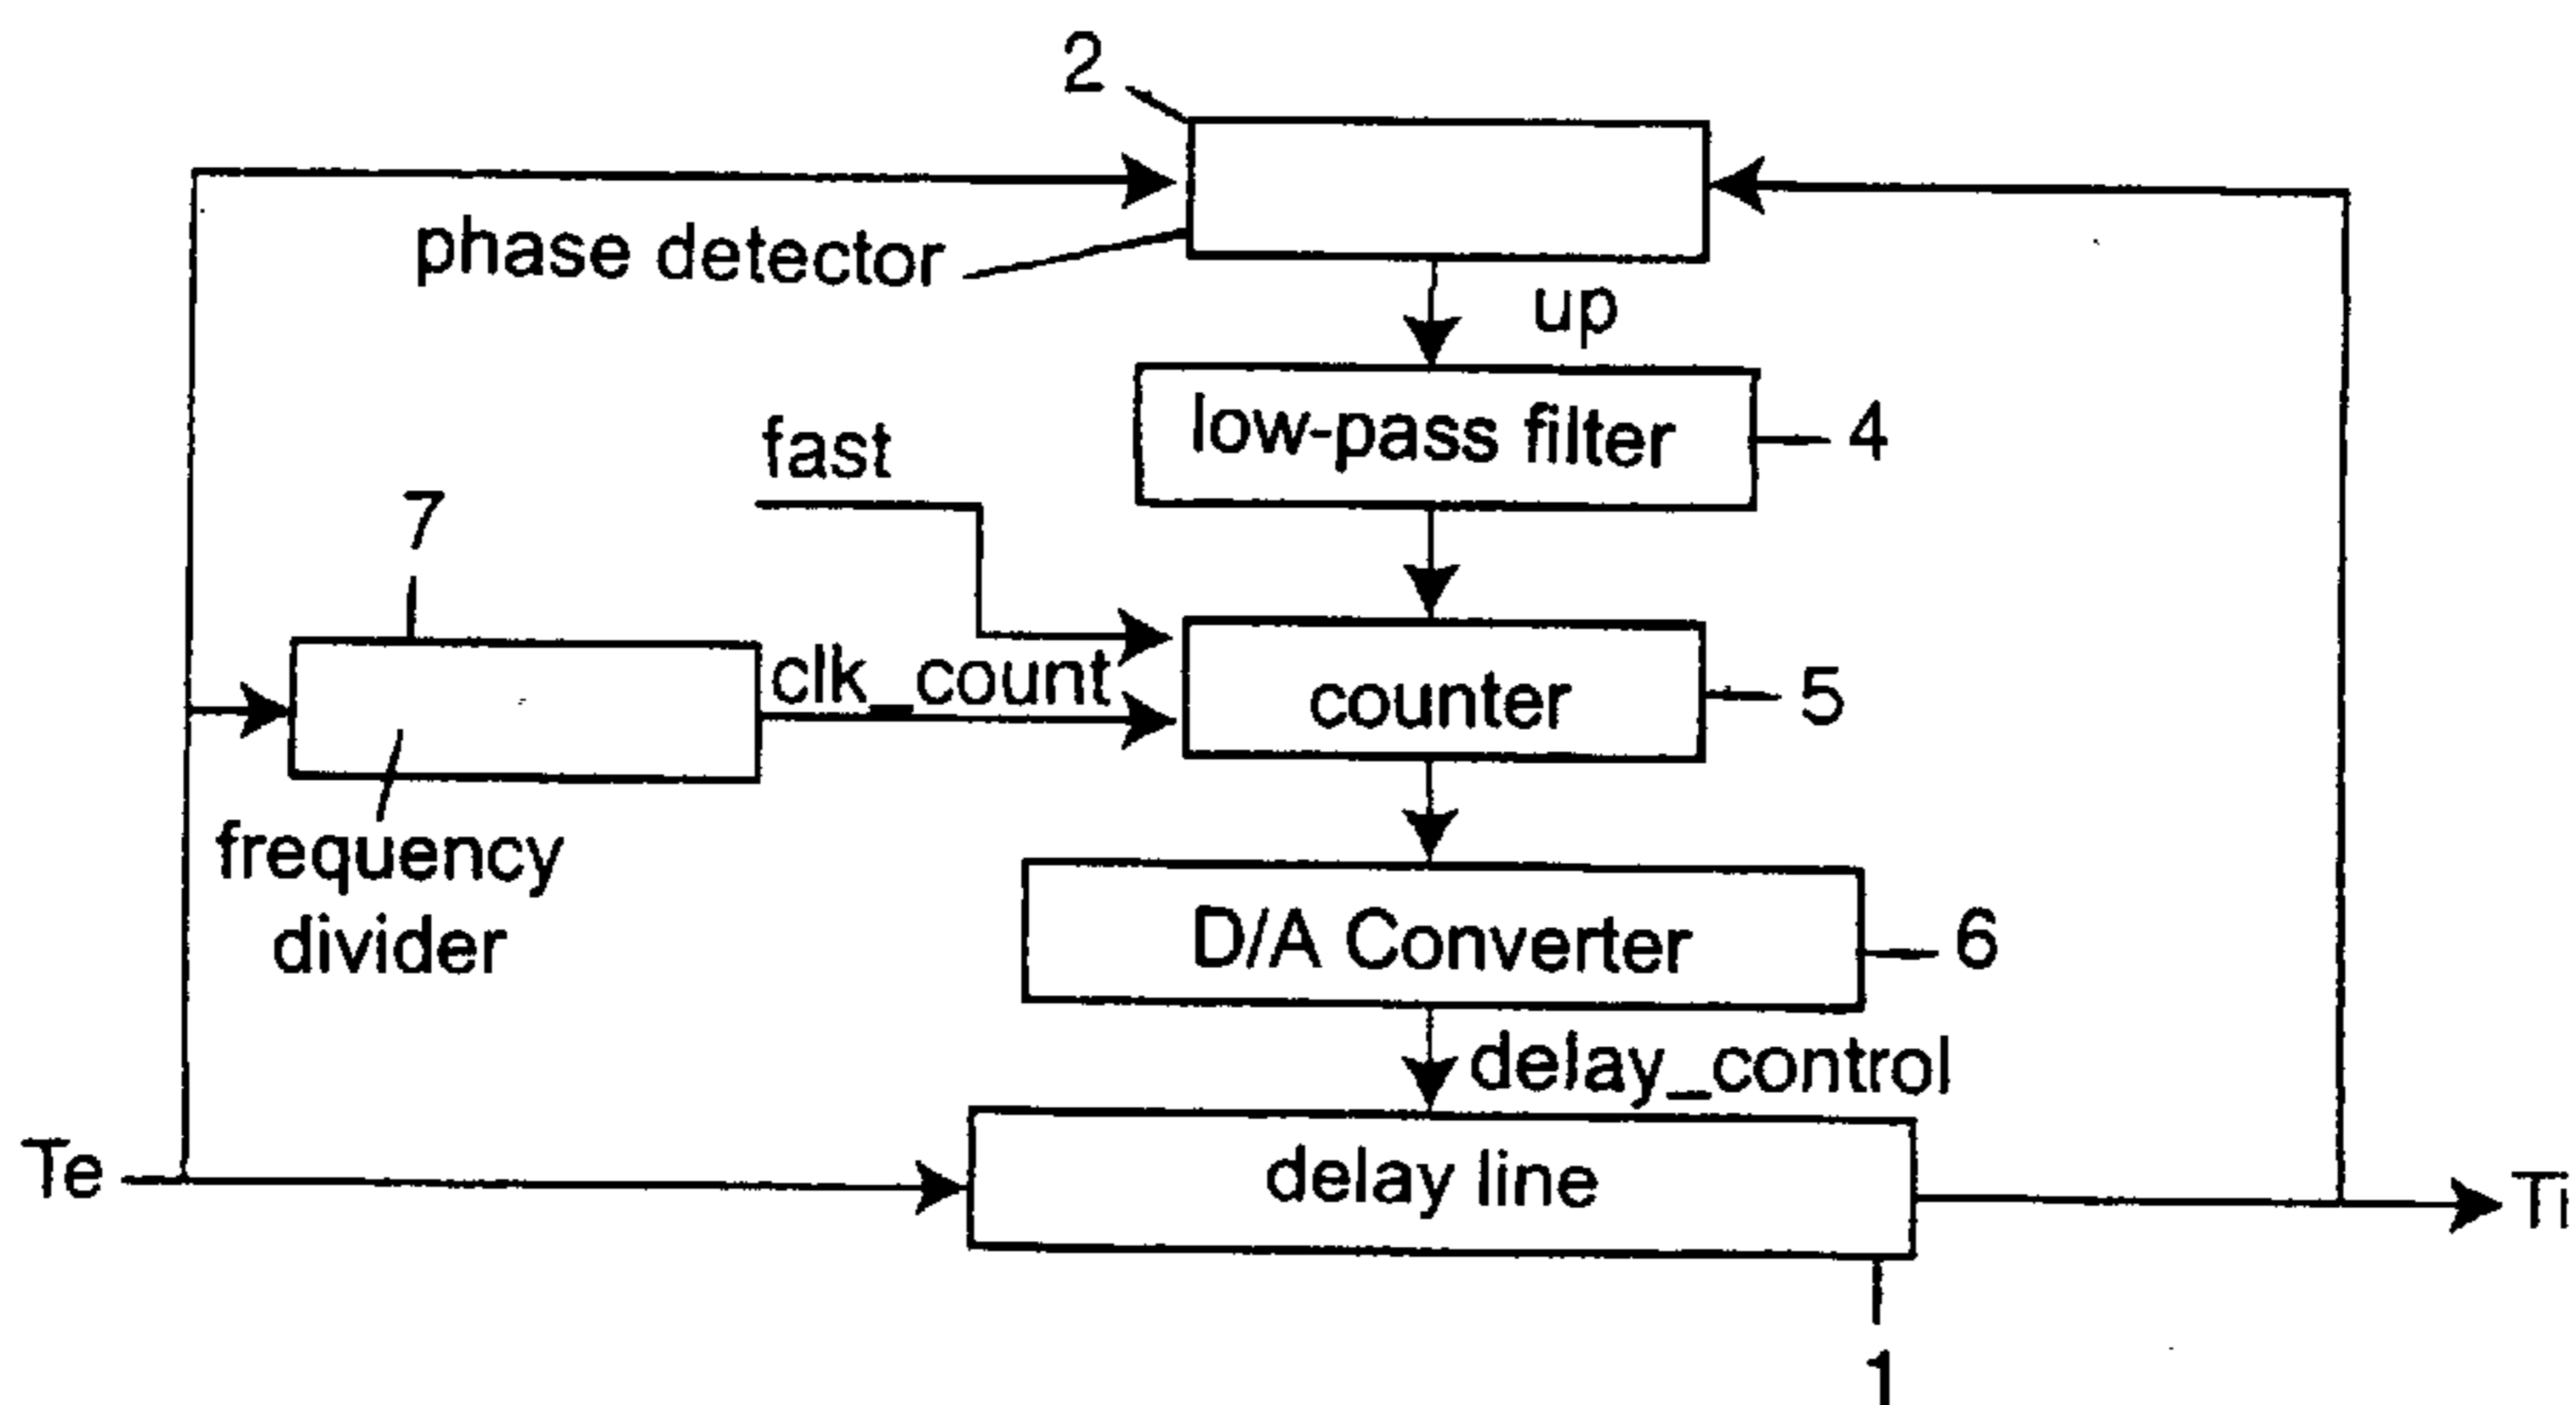 2
phase detector
up
low-pass filter
4
fast
7
clk_count
counter
5
frequency
divider
D/A Converter
6
delay_control
Te
delay line
Ti
1